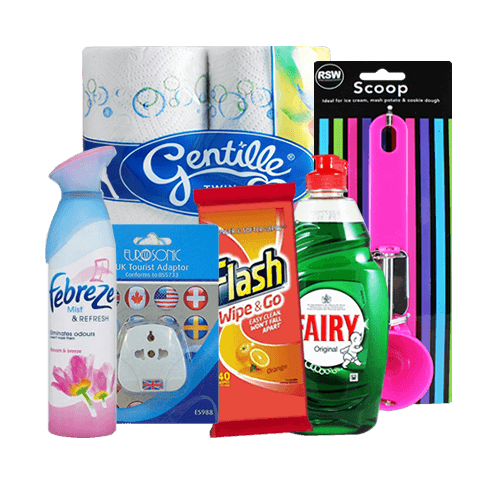 Gentille®
TWIN
RSW
Scoop
Ideal for ice cream, mash potato & cookie dough
febreze
Mist
& REFRESH
eliminates odours
blossom & breeze
EUROSONIC
UK Tourist Adaptor
Conforms to BS5733
ES988
Flash
Wipe & Go
EASY CLEAN
WON'T FALL
APART
Orange
40
FAIRY
Original